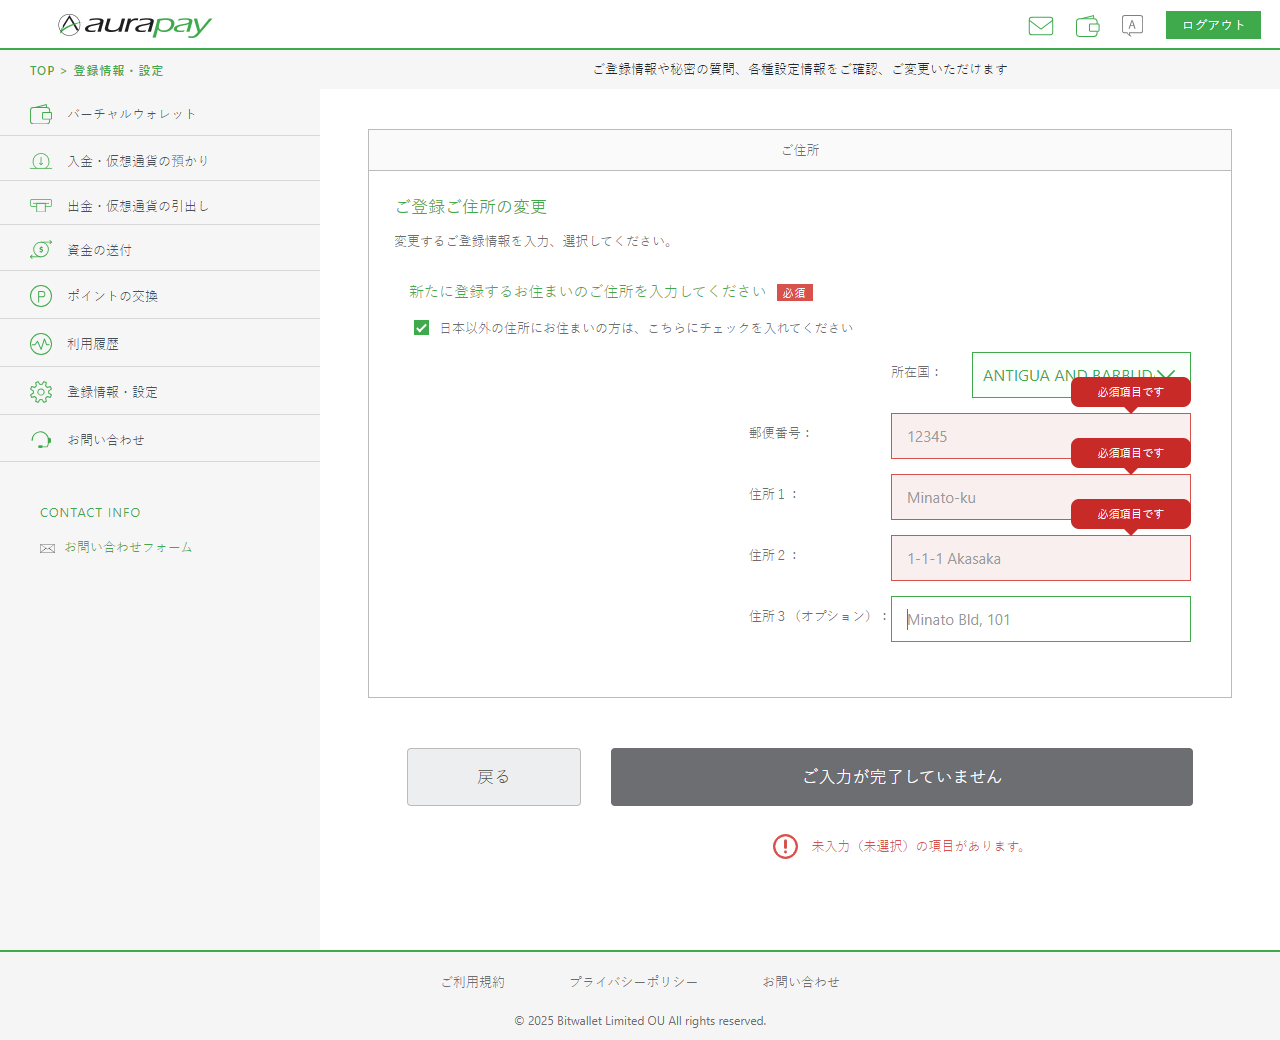 aurapay
A
ログアウト
TOP > 登録情報・設定
ご登録情報や秘密の質問、各種設定情報をご確認、ご変更いただけます
バーチャルウォレット
入金・仮想通貨の預かり
出金・仮想通貨の引出し
資金の送付
ポイントの交換
利用履歴
登録情報・設定
お問い合わせ
CONTACT INFO
お問い合わせフォーム
ご住所
ご登録ご住所の変更
変更するご登録情報を入力、選択してください。
新たに登録するお住まいのご住所を入力してください 必須
日本以外の住所にお住まいの方は、こちらにチェックを入れてください
所在国： ANTIGUA AND BARBUD
必須項目です
郵便番号： 12345
必須項目です
住所１： Minato-ku
必須項目です
住所２： 1-1-1 Akasaka
住所３（オプション）： Minato Bld, 101
戻る
ご入力が完了していません
未入力（未選択）の項目があります。
ご利用規約 プライバシーポリシー お問い合わせ
© 2025 Bitwallet Limited OU All rights reserved.